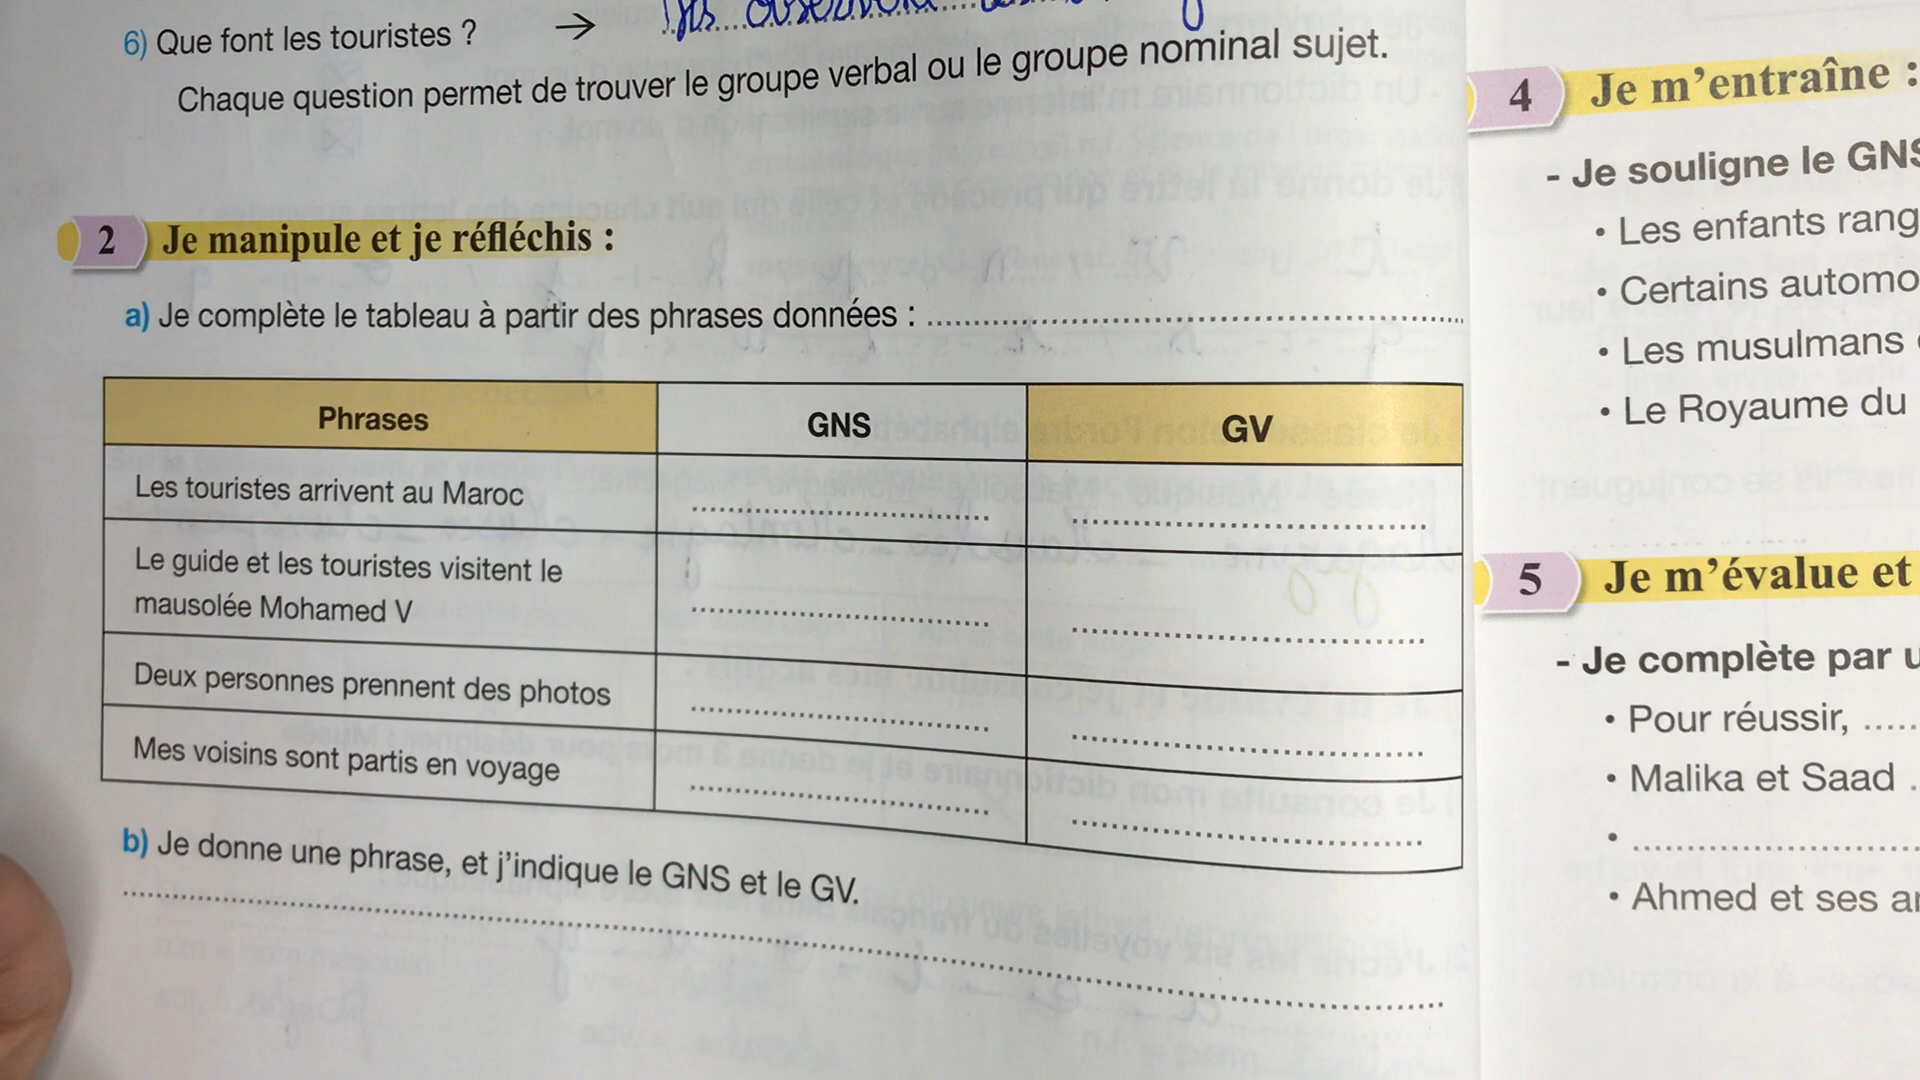 6) Que font les touristes ? →
Chaque question permet de trouver le groupe verbal ou le groupe nominal sujet.
2 Je manipule et je réfléchis :
a) Je complète le tableau à partir des phrases données : ........................................
Phrases GNS GV
Les touristes arrivent au Maroc
Le guide et les touristes visitent le
mausolée Mohamed V
Deux personnes prennent des photos
Mes voisins sont partis en voyage
b) Je donne une phrase, et j'indique le GNS et le GV.
4 Je m'entraîne :
- Je souligne le GNS
• Les enfants rang
• Certains automo
• Les musulmans
• Le Royaume du
5 Je m'évalue et
- Je complète par u
• Pour réussir, .....
• Malika et Saad .
• ........................
• Ahmed et ses